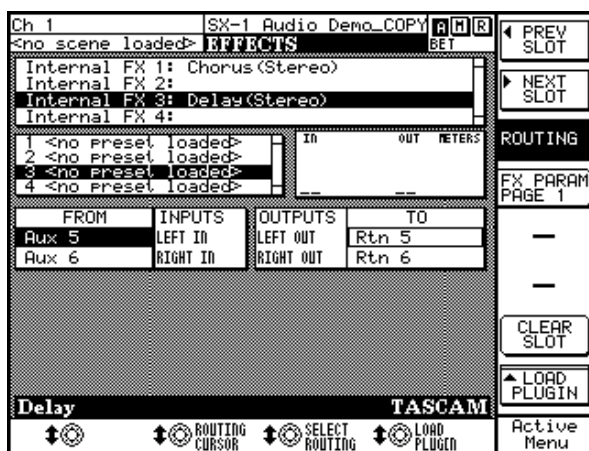 Ch 1 SX-1 Audio Demo_COPY A M R
<no scene loaded> EFFECTS BET
Internal FX 1: Chorus(Stereo)
Internal FX 2:
Internal FX 3: Delay(Stereo)
Internal FX 4:
1 <no preset loaded>
2 <no preset loaded>
3 <no preset loaded>
4 <no preset loaded>
IN OUT METERS
FROM INPUTS OUTPUTS TO
Aux 5 LEFT IN LEFT OUT Rtn 5
Aux 6 RIGHT IN RIGHT OUT Rtn 6
Delay TASCAM
ROUTING CURSOR
SELECT ROUTING
LOAD PLUGIN
PREV SLOT
NEXT SLOT
ROUTING
FX PARAM
PAGE 1
CLEAR SLOT
LOAD PLUGIN
Active Menu